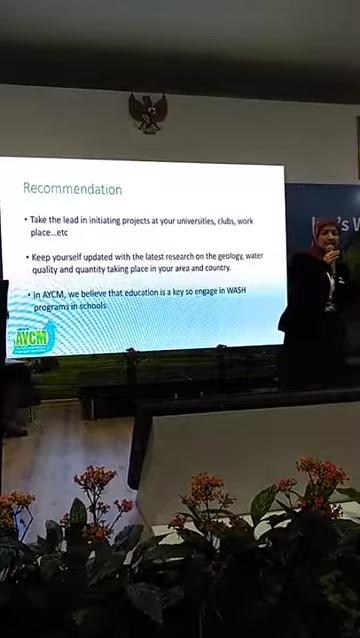 Recommendation
• Take the lead in initiating projects at your universities, clubs, work
place...etc
• Keep yourself updated with the latest research on the geology, water
quality and quantity taking place in your area and country.
• In AYCM, we believe that education is a key so engage in WASH
programs in schools
AYCM